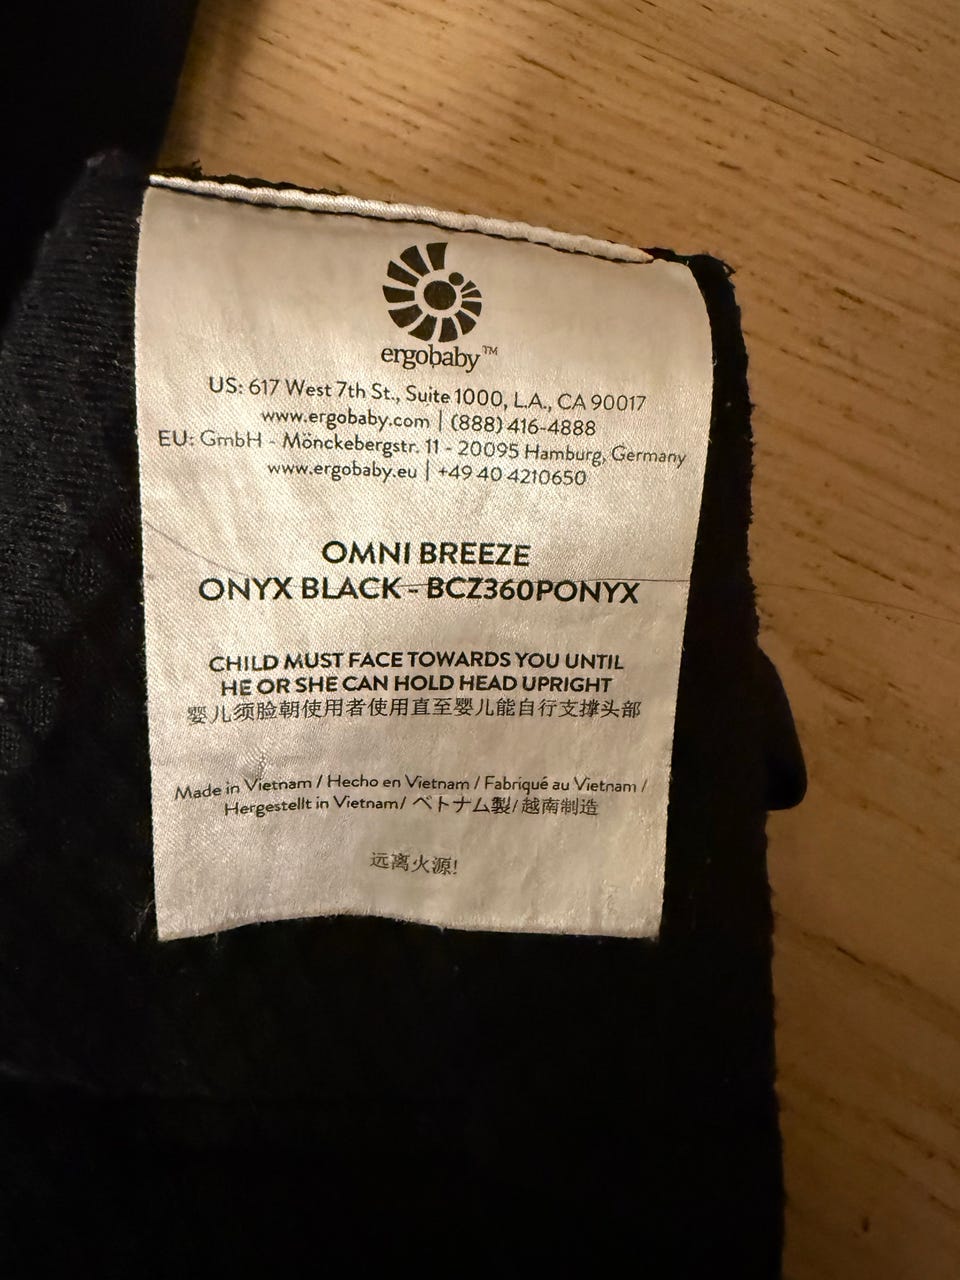 ergobaby™
US: 617 West 7th St., Suite 1000, L.A., CA 90017
www.ergobaby.com | (888) 416-4888
EU: GmbH - Mönckebergstr. 11 - 20095 Hamburg, Germany
www.ergobaby.eu | +49 40 4210650
OMNI BREEZE
ONYX BLACK - BCZ360PONYX
CHILD MUST FACE TOWARDS YOU UNTIL
HE OR SHE CAN HOLD HEAD UPRIGHT
婴儿须脸朝使用者使用直至婴儿能自行支撑头部
Made in Vietnam / Hecho en Vietnam / Fabriqué au Vietnam /
Hergestellt in Vietnam/ ベトナム製/ 越南制造
远离火源!